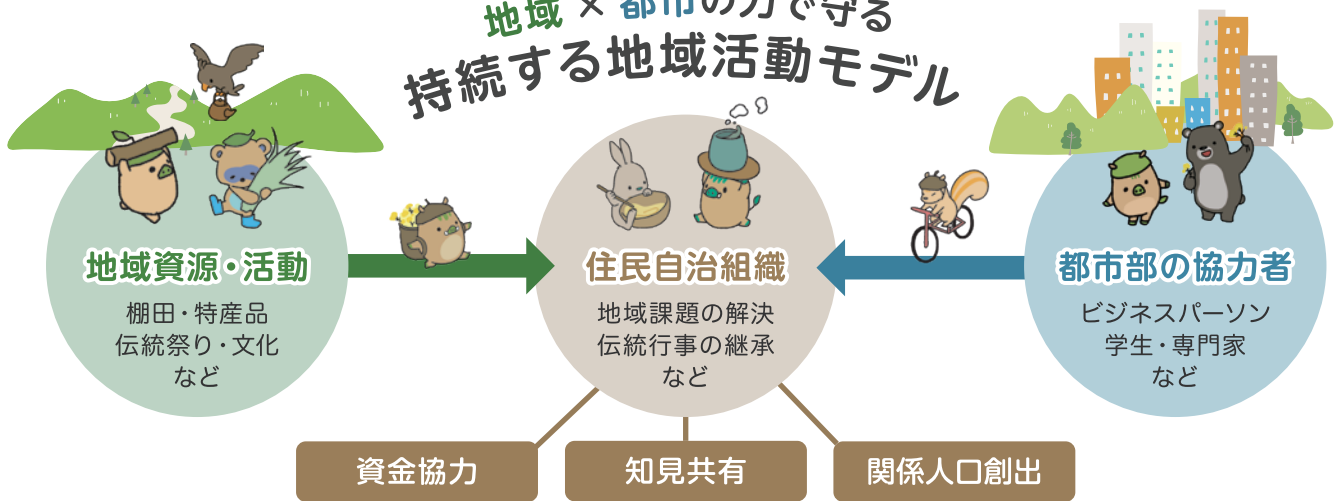 地域 × 都市の力で守る
持続する地域活動モデル
地域資源・活動
棚田・特産品
伝統祭り・文化
など
住民自治組織
地域課題の解決
伝統行事の継承
など
都市部の協力者
ビジネスパーソン
学生・専門家
など
資金協力
知見共有
関係人口創出